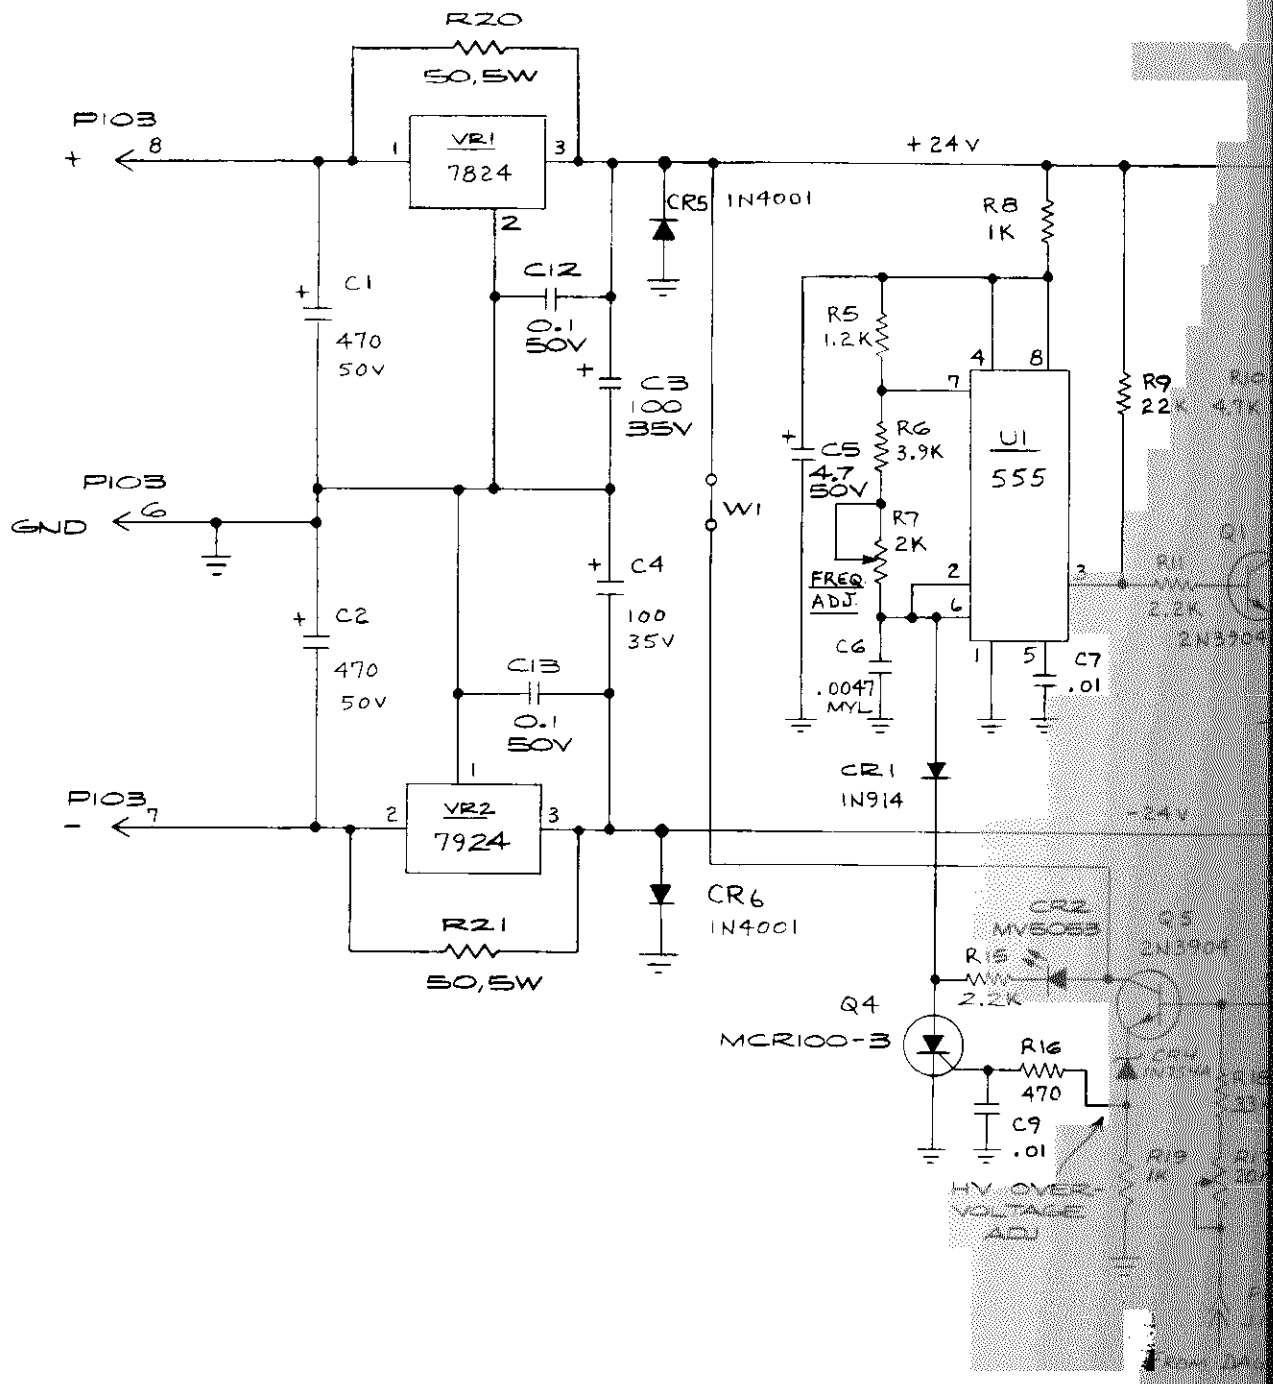 R20
50,5W
P103
+
8
1
VR1
7824
3
2
+24V
CR5
1N4001
R8
1K
+
C1
470
50V
C12
0.1
50V
+
C3
100
35V
R5
1.2K
4
8
7
R9
22K
4.7K
R6
3.9K
U1
555
+
C5
4.7
50V
P103
6
GND
W1
R7
2K
FREQ
ADJ.
2
6
3
R11
2.2K
Q1
+
C4
100
35V
+
C2
470
50V
C6
.0047
MYL
1
5
C7
.01
C13
0.1
50V
P103
7
-
1
2
VR2
7924
3
CR1
1N914
-24V
R21
50,5W
CR6
1N4001
CR2
MV5053
2N3904
R15
2.2K
Q4
MCR100-3
R16
470
C9
.01
R19
1K
HV OVER-
VOLTAGE
ADJ